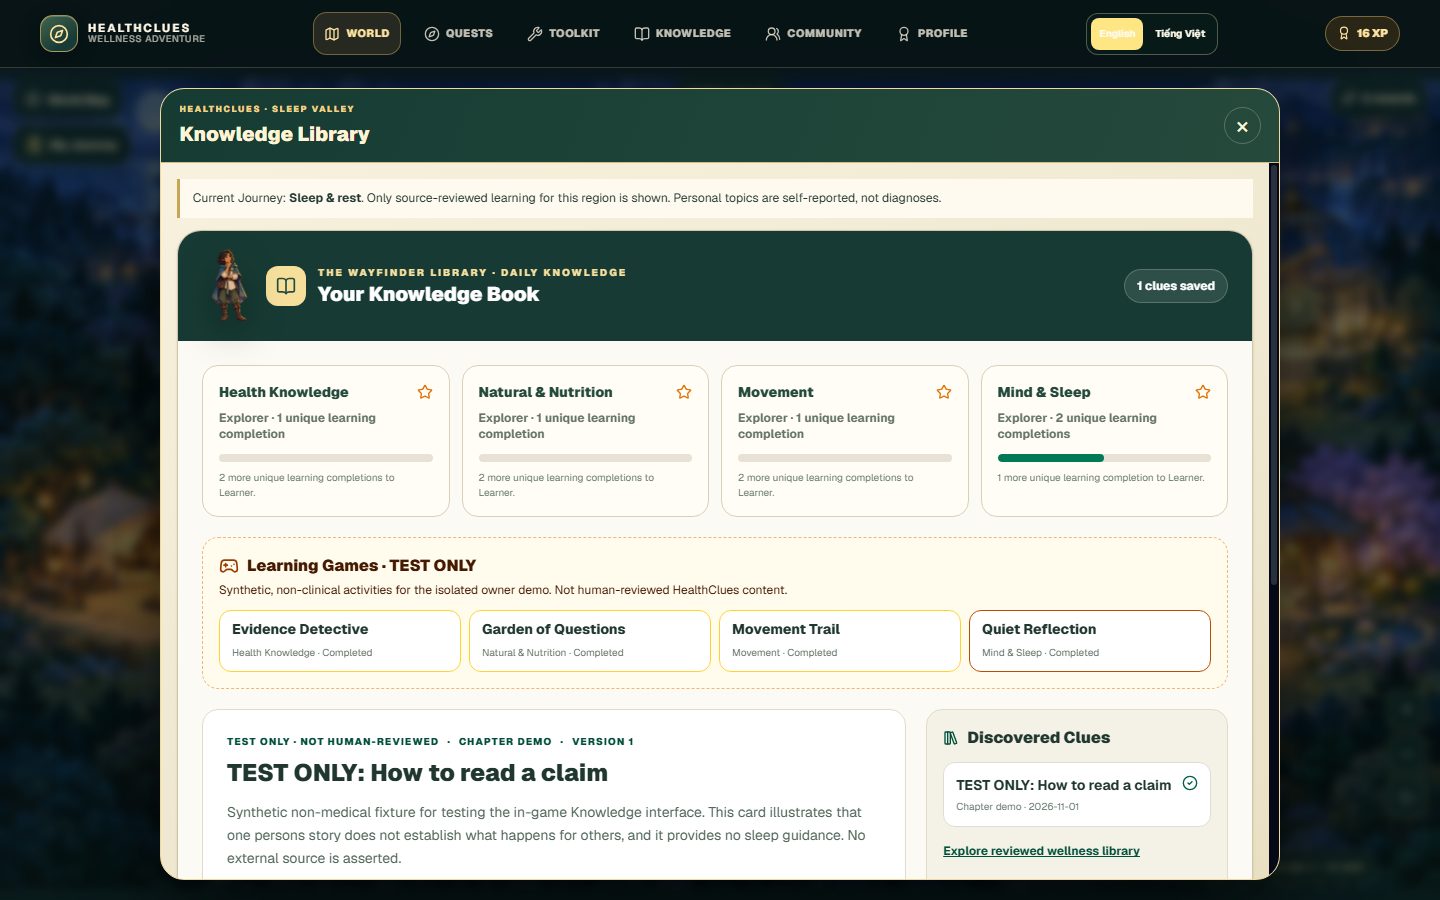 HEALTHCLUES
WELLNESS ADVENTURE
WORLD
QUESTS
TOOLKIT
KNOWLEDGE
COMMUNITY
PROFILE
English
Tiếng Việt
16 XP
HEALTHCLUES · SLEEP VALLEY
Knowledge Library
Current Journey: Sleep & rest. Only source-reviewed learning for this region is shown. Personal topics are self-reported, not diagnoses.
THE WAYFINDER LIBRARY · DAILY KNOWLEDGE
Your Knowledge Book
1 clues saved
Health Knowledge
Explorer · 1 unique learning
completion
2 more unique learning completions to
Learner.
Natural & Nutrition
Explorer · 1 unique learning
completion
2 more unique learning completions to
Learner.
Movement
Explorer · 1 unique learning
completion
2 more unique learning completions to
Learner.
Mind & Sleep
Explorer · 2 unique learning
completions
1 more unique learning completion to Learner.
Learning Games · TEST ONLY
Synthetic, non-clinical activities for the isolated owner demo. Not human-reviewed HealthClues content.
Evidence Detective
Health Knowledge · Completed
Garden of Questions
Natural & Nutrition · Completed
Movement Trail
Movement · Completed
Quiet Reflection
Mind & Sleep · Completed
TEST ONLY · NOT HUMAN-REVIEWED · CHAPTER DEMO · VERSION 1
TEST ONLY: How to read a claim
Synthetic non-medical fixture for testing the in-game Knowledge interface. This card illustrates that
one persons story does not establish what happens for others, and it provides no sleep guidance. No
external source is asserted.
Discovered Clues
TEST ONLY: How to read a claim
Chapter demo · 2026-11-01
Explore reviewed wellness library